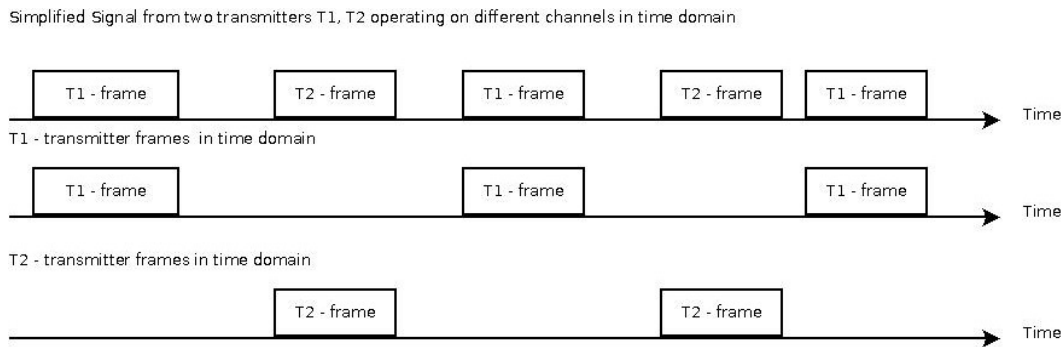 Simplified Signal from two transmitters T1, T2 operating on different channels in time domain
T1 - frame T2 - frame T1 - frame T2 - frame T1 - frame
Time
T1 - transmitter frames in time domain
T1 - frame T1 - frame T1 - frame
Time
T2 - transmitter frames in time domain
T2 - frame T2 - frame
Time